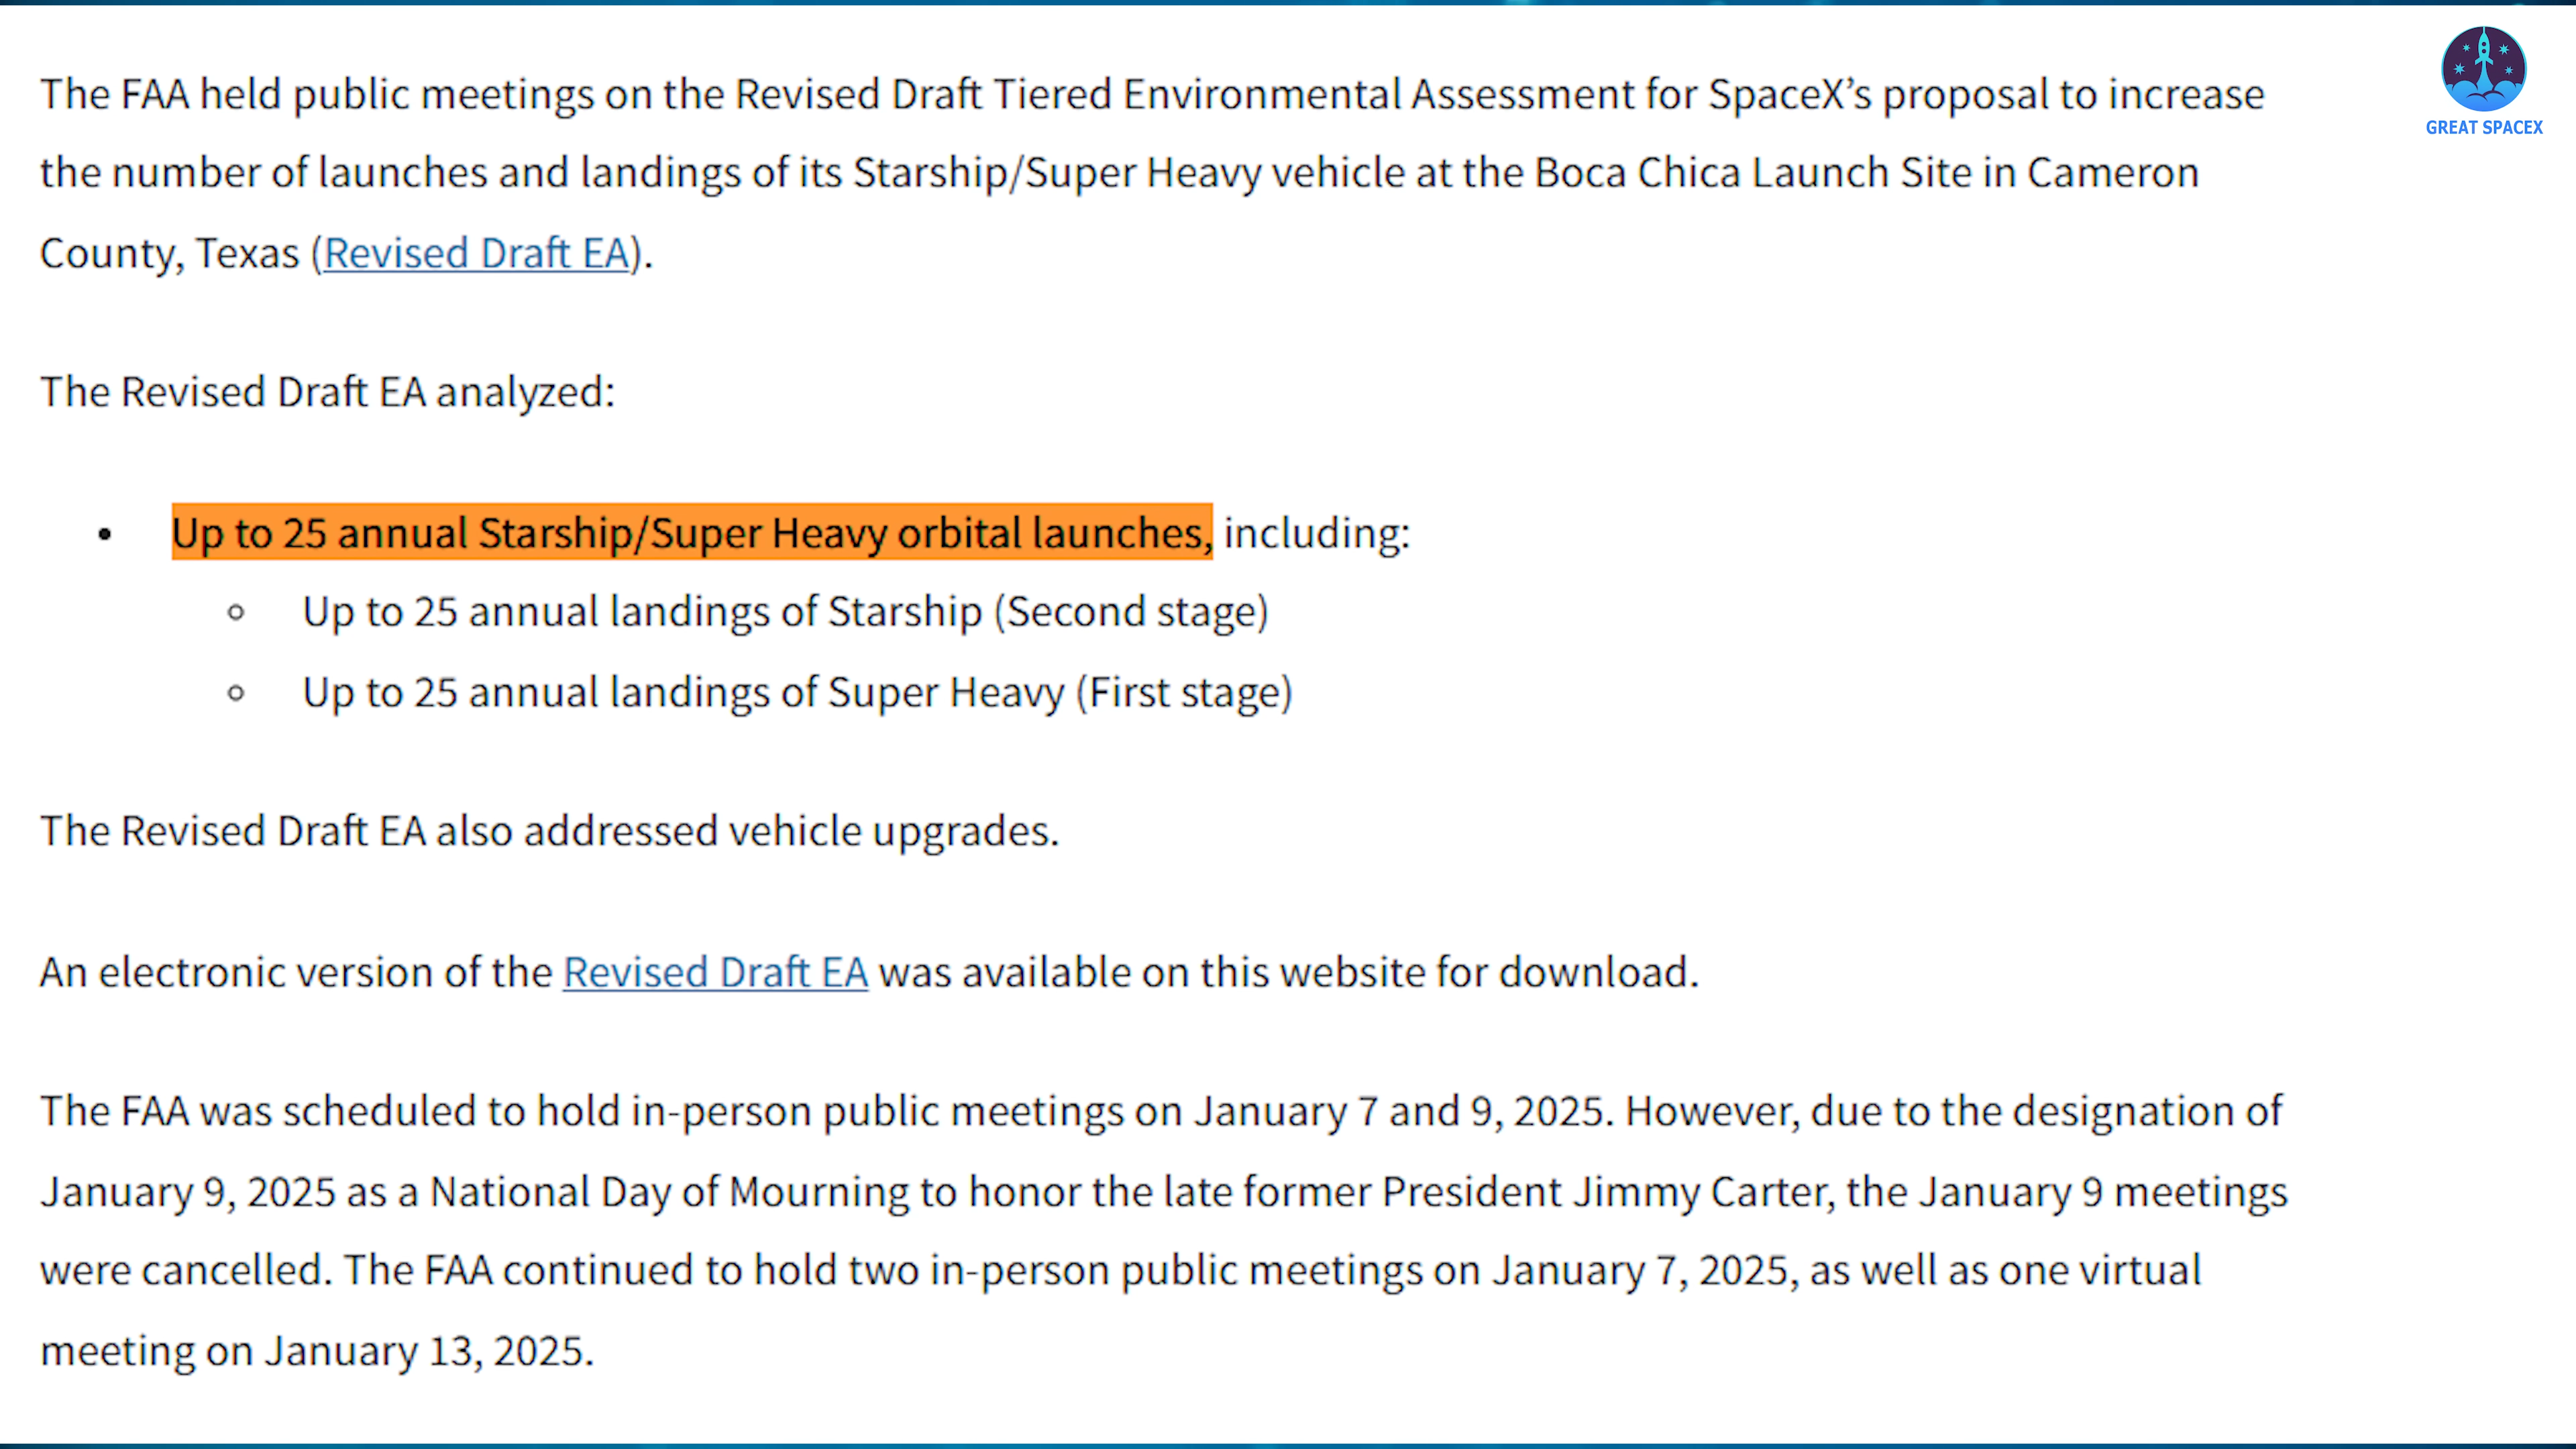 GREAT SPACEX
The FAA held public meetings on the Revised Draft Tiered Environmental Assessment for SpaceX’s proposal to increase
the number of launches and landings of its Starship/Super Heavy vehicle at the Boca Chica Launch Site in Cameron
County, Texas (Revised Draft EA).
The Revised Draft EA analyzed:
• Up to 25 annual Starship/Super Heavy orbital launches, including:
◦ Up to 25 annual landings of Starship (Second stage)
◦ Up to 25 annual landings of Super Heavy (First stage)
The Revised Draft EA also addressed vehicle upgrades.
An electronic version of the Revised Draft EA was available on this website for download.
The FAA was scheduled to hold in-person public meetings on January 7 and 9, 2025. However, due to the designation of
January 9, 2025 as a National Day of Mourning to honor the late former President Jimmy Carter, the January 9 meetings
were cancelled. The FAA continued to hold two in-person public meetings on January 7, 2025, as well as one virtual
meeting on January 13, 2025.